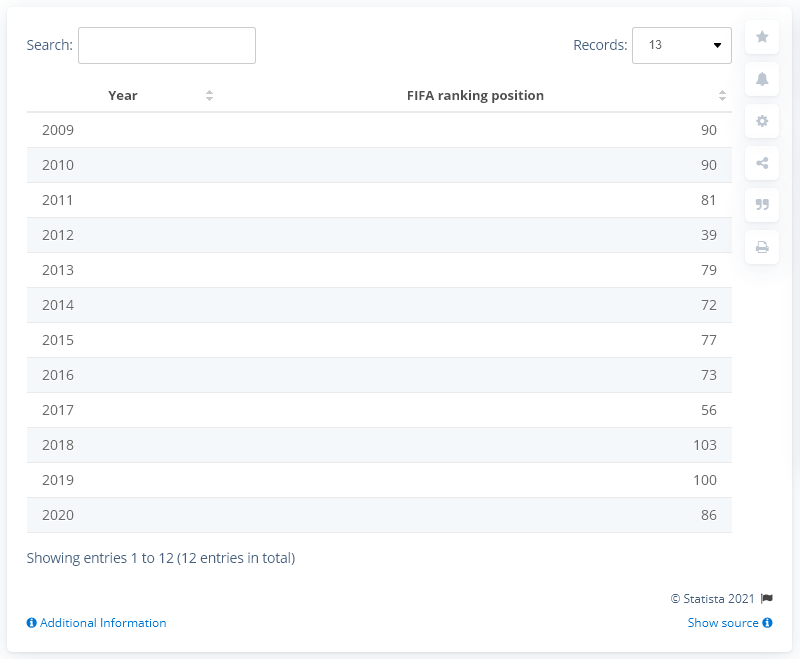 Search:
Records: 13
Year FIFA ranking position
2009 90
2010 90
2011 81
2012 39
2013 79
2014 72
2015 77
2016 73
2017 56
2018 103
2019 100
2020 86
Showing entries 1 to 12 (12 entries in total)
© Statista 2021
Additional Information Show source